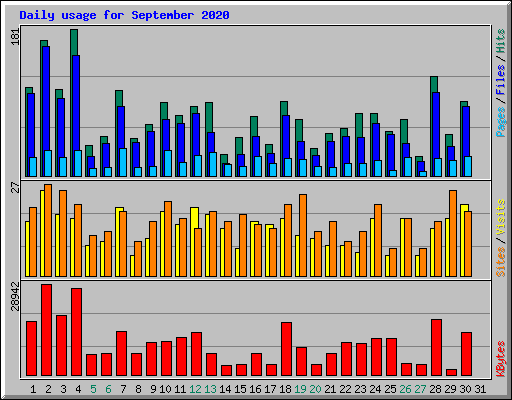 Daily usage for September 2020
181
Pages / Files / Hits
27
Sites / Visits
28942
KBytes
1 2 3 4 5 6 7 8 9 10 11 12 13 14 15 16 17 18 19 20 21 22 23 24 25 26 27 28 29 30 31